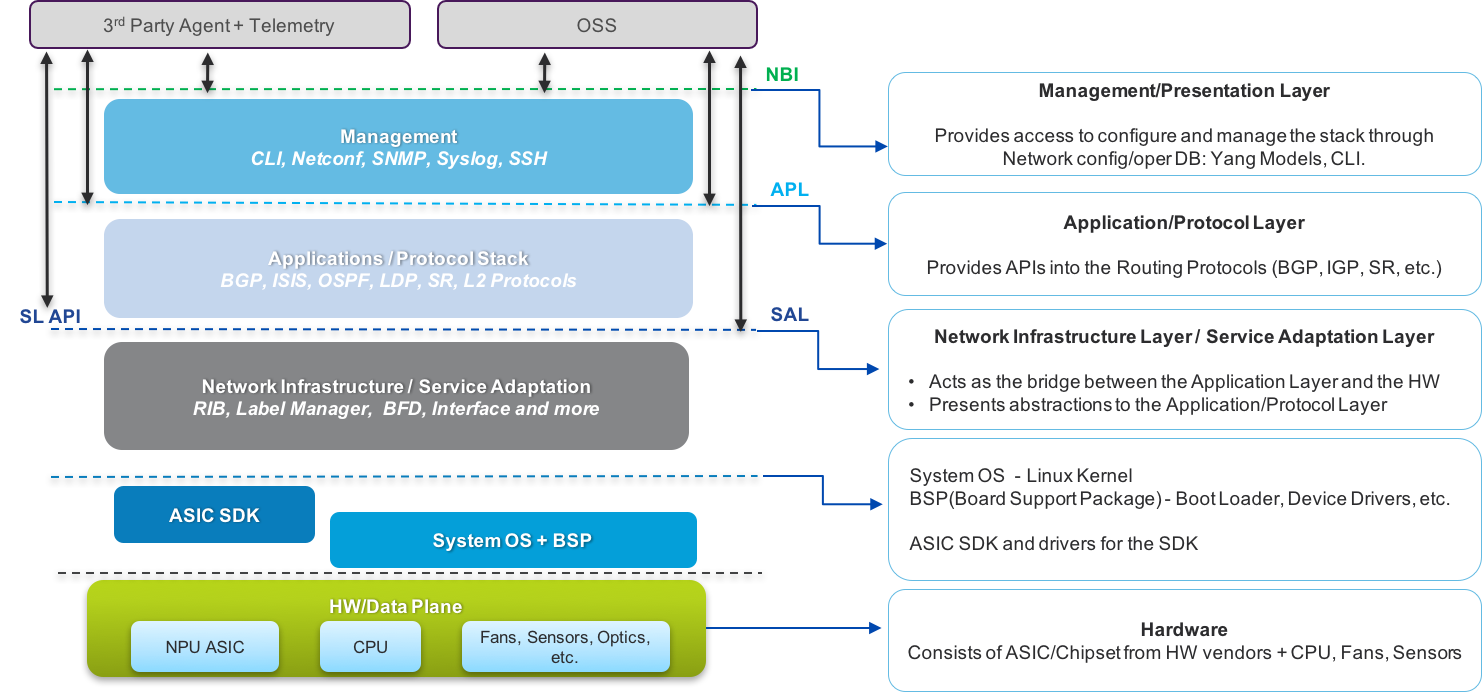 3rd Party Agent + Telemetry
OSS
NBI
Management
CLI, Netconf, SNMP, Syslog, SSH
APL
Applications / Protocol Stack
BGP, ISIS, OSPF, LDP, SR, L2 Protocols
SL API
SAL
Network Infrastructure / Service Adaptation
RIB, Label Manager, BFD, Interface and more
ASIC SDK
System OS + BSP
HW/Data Plane
NPU ASIC
CPU
Fans, Sensors, Optics,
etc.
Management/Presentation Layer
Provides access to configure and manage the stack through
Network config/oper DB: Yang Models, CLI.
Application/Protocol Layer
Provides APIs into the Routing Protocols (BGP, IGP, SR, etc.)
Network Infrastructure Layer / Service Adaptation Layer
• Acts as the bridge between the Application Layer and the HW
• Presents abstractions to the Application/Protocol Layer
System OS - Linux Kernel
BSP(Board Support Package) - Boot Loader, Device Drivers, etc.
ASIC SDK and drivers for the SDK
Hardware
Consists of ASIC/Chipset from HW vendors + CPU, Fans, Sensors